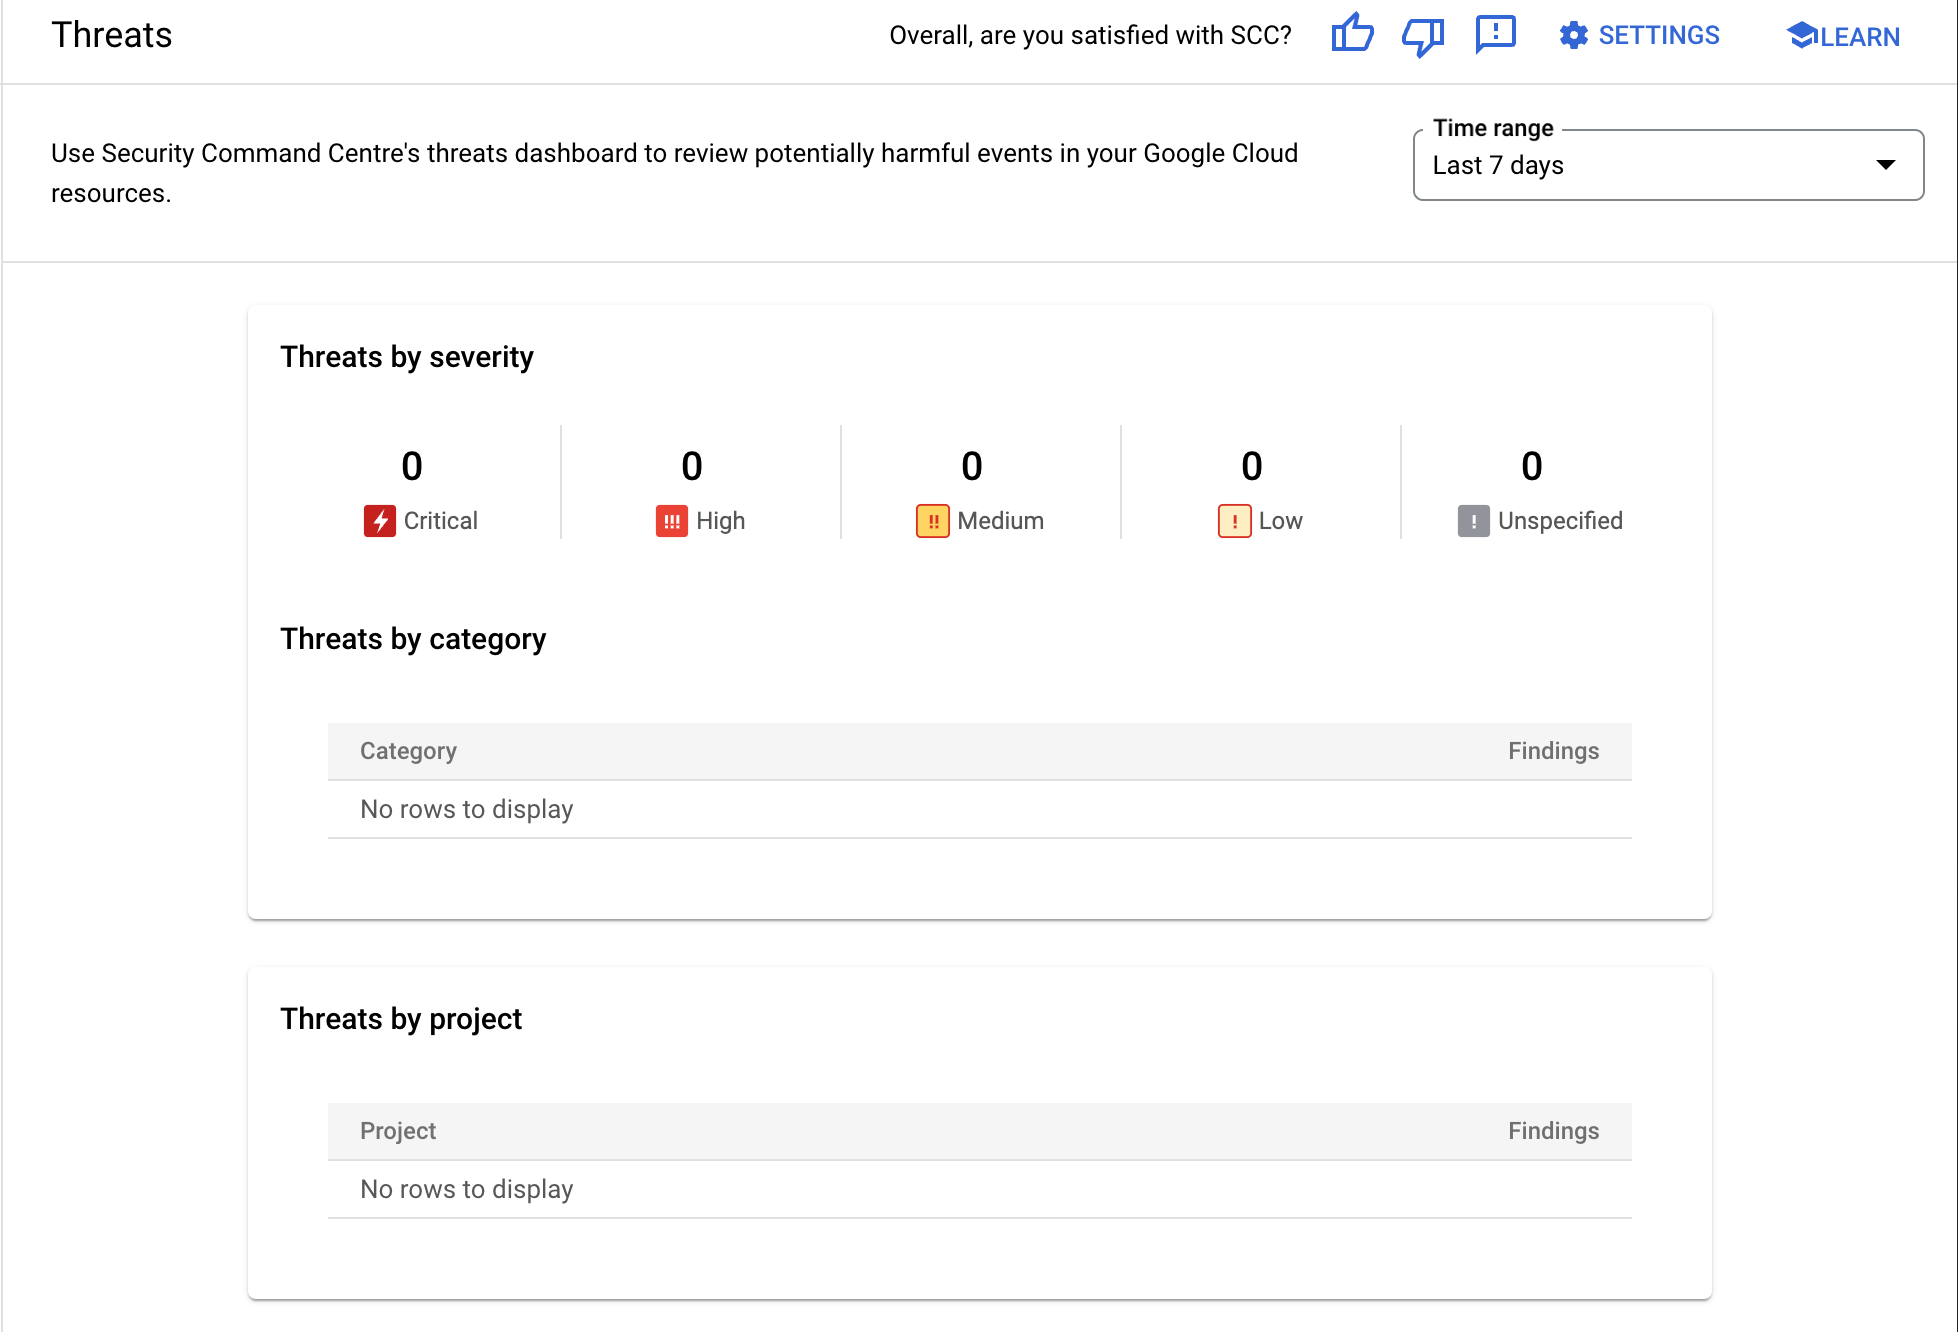 Threats
Overall, are you satisfied with SCC?
SETTINGS
LEARN
Use Security Command Centre's threats dashboard to review potentially harmful events in your Google Cloud
resources.
Time range
Last 7 days
Threats by severity
0
Critical
0
High
0
Medium
0
Low
0
Unspecified
Threats by category
Category Findings
No rows to display
Threats by project
Project Findings
No rows to display